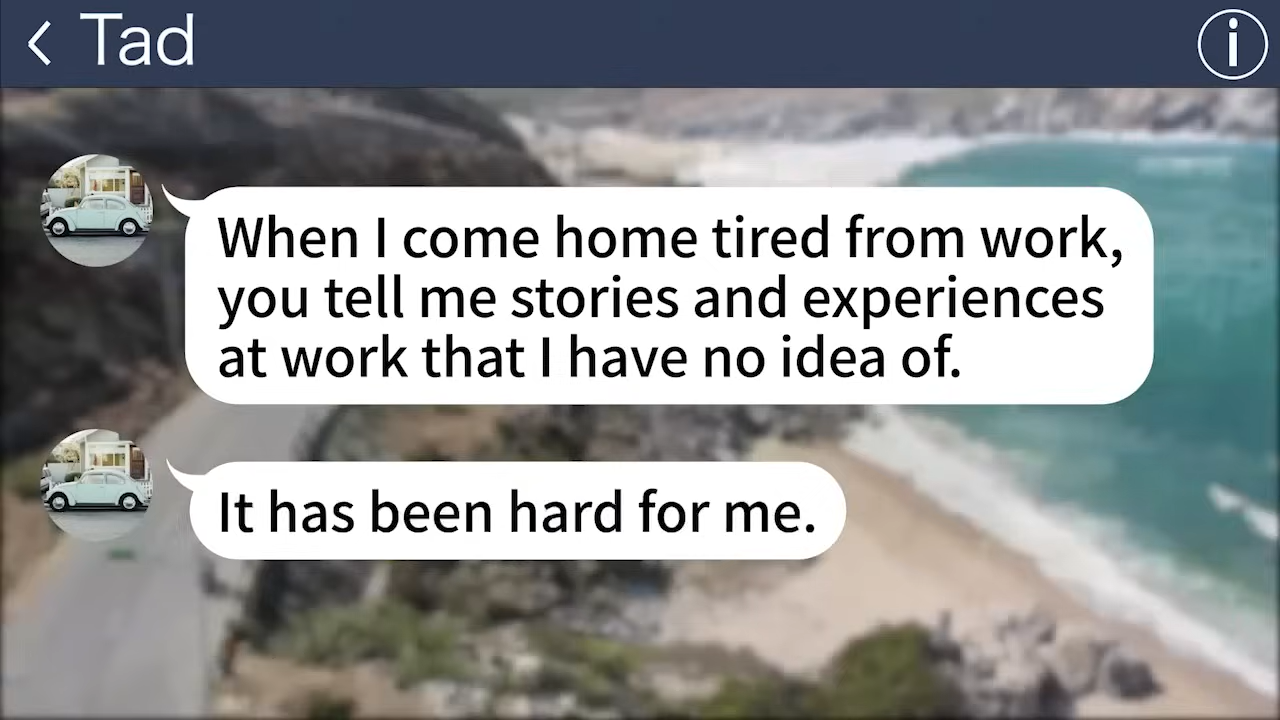 Tad
When I come home tired from work,
you tell me stories and experiences
at work that I have no idea of.
It has been hard for me.